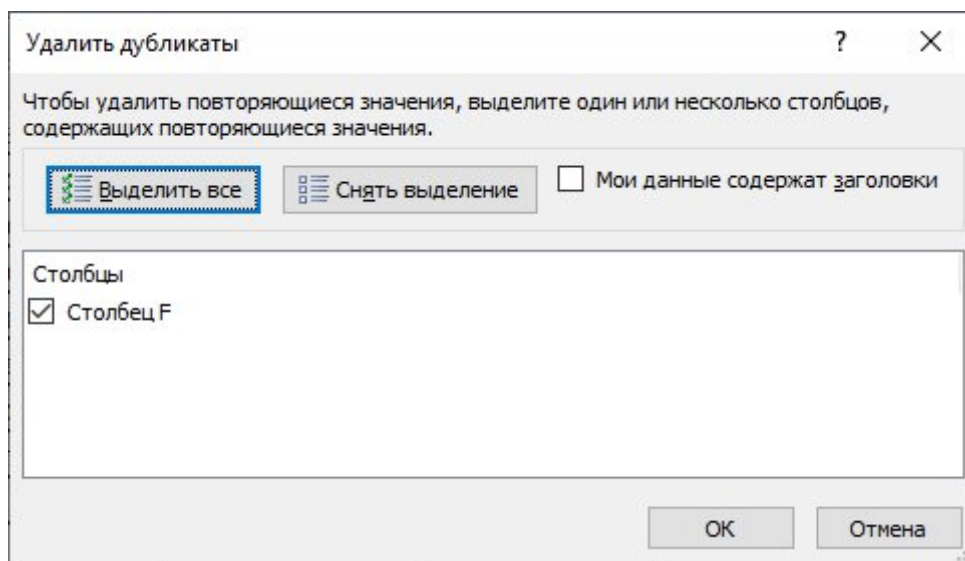 Удалить дубликаты
?
Чтобы удалить повторяющиеся значения, выделите один или несколько столбцов,
содержащих повторяющиеся значения.
Выделить все
Снять выделение
Мои данные содержат заголовки
Столбцы
Столбец F
ОК
Отмена